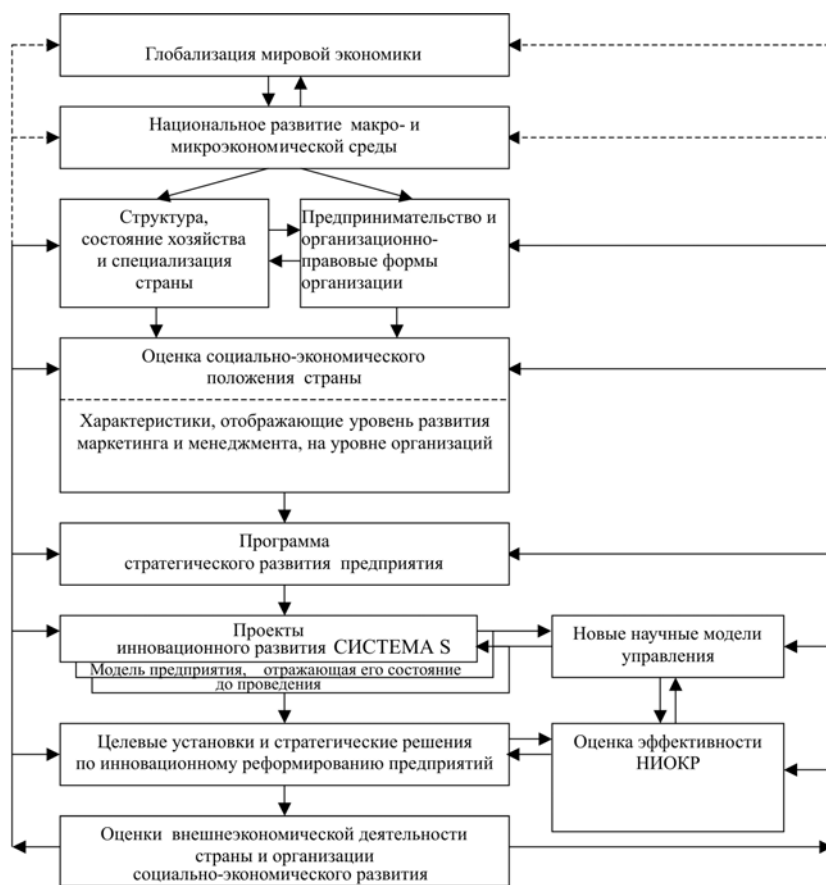 Глобализация мировой экономики
Национальное развитие макро- и
микроэкономической среды
Структура,
состояние хозяйства
и специализация
страны
Предпринимательство и
организационно-
правовые формы
организации
Оценка социально-экономического
положения страны
Характеристики, отображающие уровень развития
маркетинга и менеджмента, на уровне организаций
Программа
стратегического развития предприятия
Проекты
инновационного развития СИСТЕМА S
Модель предприятия, отражающая его состояние
до проведения
Новые научные модели
управления
Целевые установки и стратегические решения
по инновационному реформированию предприятий
Оценка эффективности
НИОКР
Оценки внешнеэкономической деятельности
страны и организации
социально-экономического развития